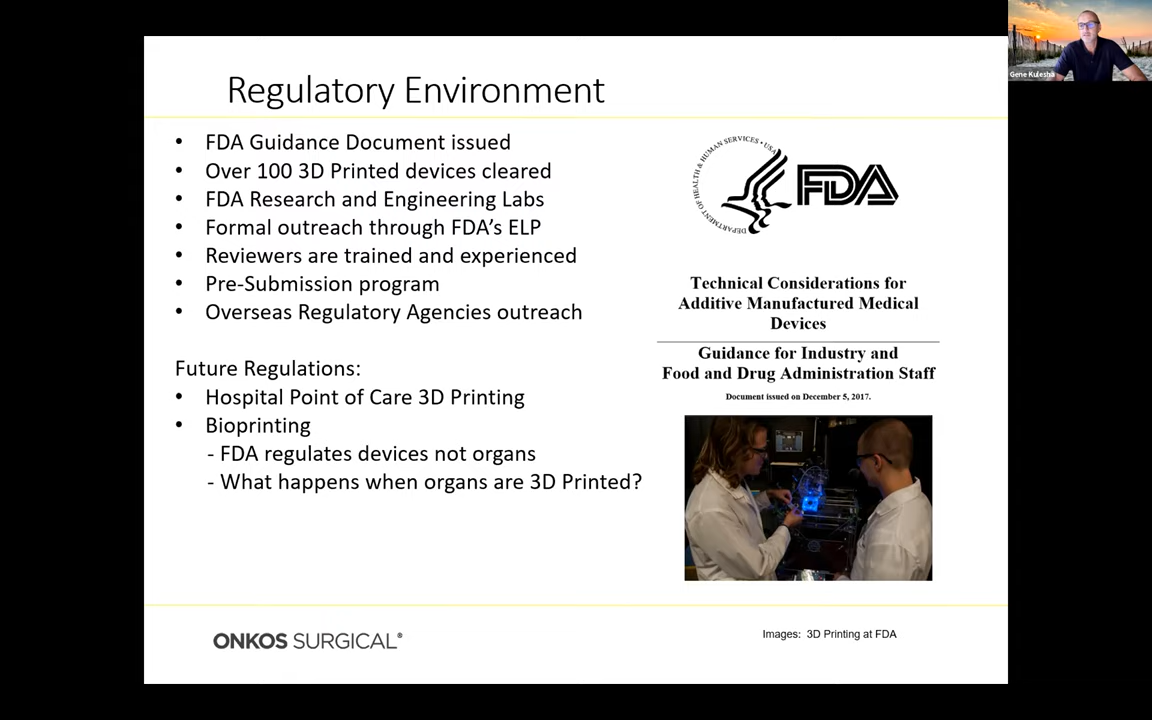 Gene Kulesha
Regulatory Environment
• FDA Guidance Document issued
• Over 100 3D Printed devices cleared
• FDA Research and Engineering Labs
• Formal outreach through FDA's ELP
• Reviewers are trained and experienced
• Pre-Submission program
• Overseas Regulatory Agencies outreach
Future Regulations:
• Hospital Point of Care 3D Printing
• Bioprinting
- FDA regulates devices not organs
- What happens when organs are 3D Printed?
DEPARTMENT OF HEALTH & HUMAN SERVICES • USA
FDA
Technical Considerations for
Additive Manufactured Medical
Devices
Guidance for Industry and
Food and Drug Administration Staff
Document issued on December 5, 2017.
ONKOS SURGICAL®
Images: 3D Printing at FDA